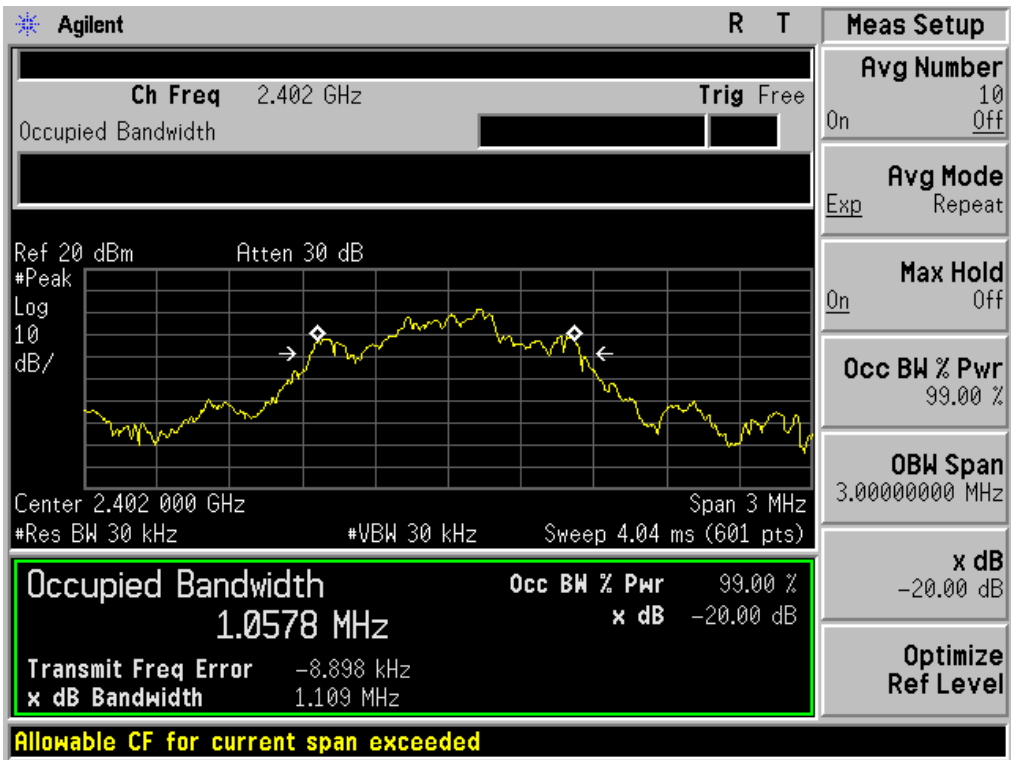 Agilent R T
Ch Freq 2.402 GHz Trig Free
Occupied Bandwidth
Ref 20 dBm Atten 30 dB
#Peak
Log
10
dB/
Center 2.402 000 GHz Span 3 MHz
#Res BW 30 kHz #VBW 30 kHz Sweep 4.04 ms (601 pts)
Occupied Bandwidth Occ BW % Pwr 99.00 %
1.0578 MHz x dB -20.00 dB
Transmit Freq Error -8.898 kHz
x dB Bandwidth 1.109 MHz
Allowable CF for current span exceeded
Meas Setup
Avg Number
10
On Off
Avg Mode
Exp Repeat
Max Hold
On Off
Occ BW % Pwr
99.00 %
OBW Span
3.00000000 MHz
x dB
-20.00 dB
Optimize
Ref Level